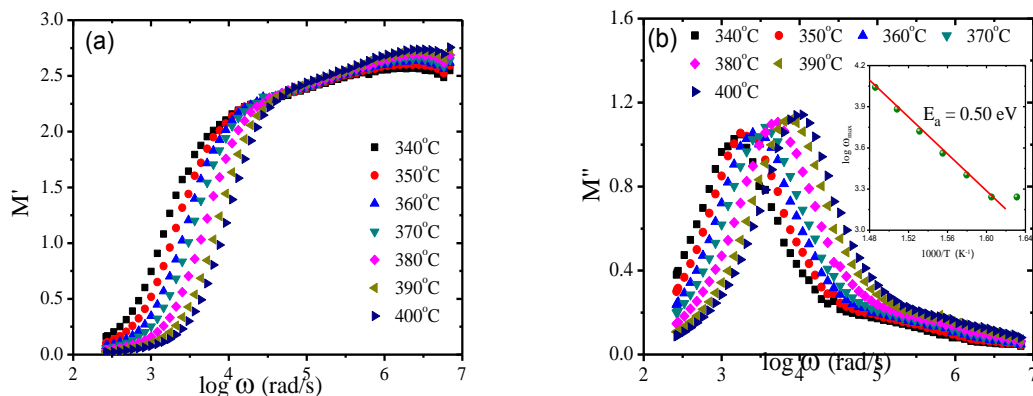 (a)
3.0
2.5
2.0
1.5
1.0
0.5
0.0
M'
340°C
350°C
360°C
370°C
380°C
390°C
400°C
2 3 4 5 6 7
log ω (rad/s)
(b)
1.6
1.2
0.8
0.4
0.0
M"
340°C 350°C 360°C 370°C
380°C 390°C
400°C
4.2
3.9
3.6
3.3
3.0
log ωmax
Ea = 0.50 eV
1.48 1.52 1.56 1.60 1.64
1000/T (K-1)
2 3 4 5 6 7
log ω (rad/s)